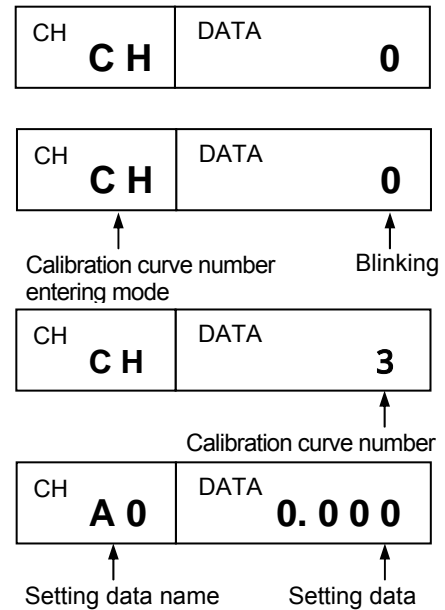 CH DATA
C H 0
CH DATA
C H 0
Calibration curve number Blinking
entering mode
CH DATA
C H 3
Calibration curve number
CH DATA
A 0 0. 0 0 0
Setting data name Setting data